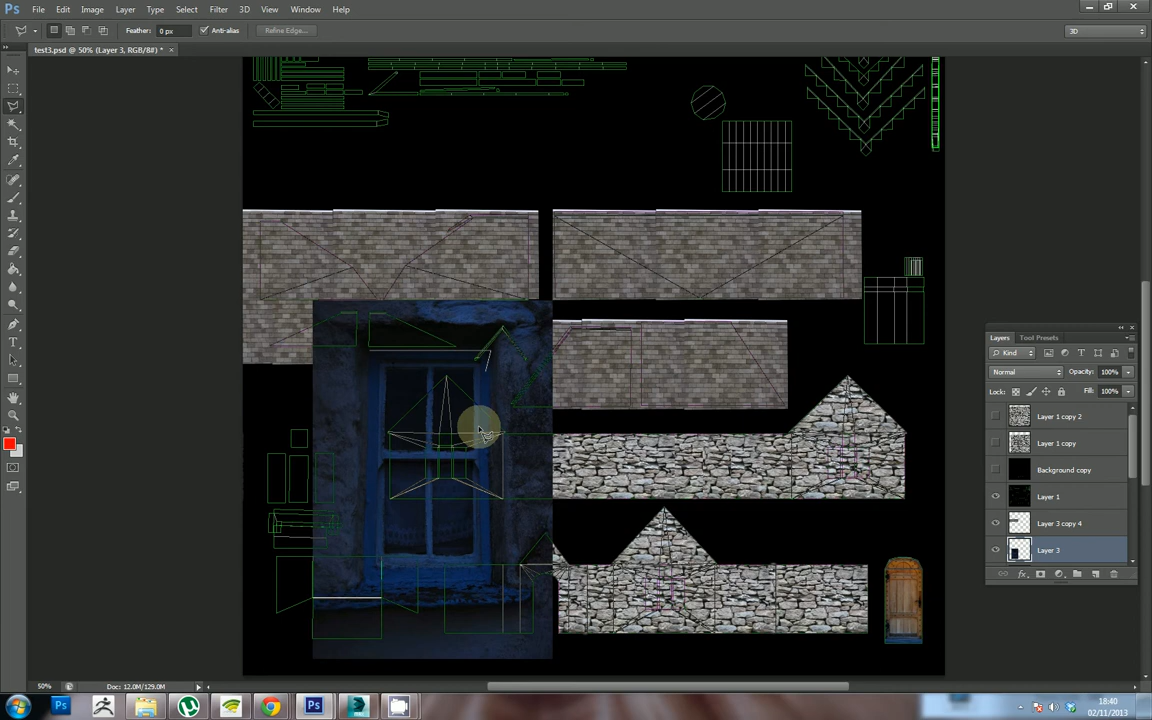 Ps File Edit Image Layer Type Select Filter 3D View Window Help
Feather: 0 px Anti-alias Refine Edge... 3D
test3.psd @ 50% (Layer 3, RGB/8#) * ×
Layers Tool Presets
Kind
Normal Opacity: 100%
Lock: Fill: 100%
Layer 1 copy 2
Layer 1 copy
Background copy
Layer 1
Layer 3 copy 4
Layer 3
fx
50% Doc: 12.0M/129.0M
Ps Ps
18:40
02/11/2013